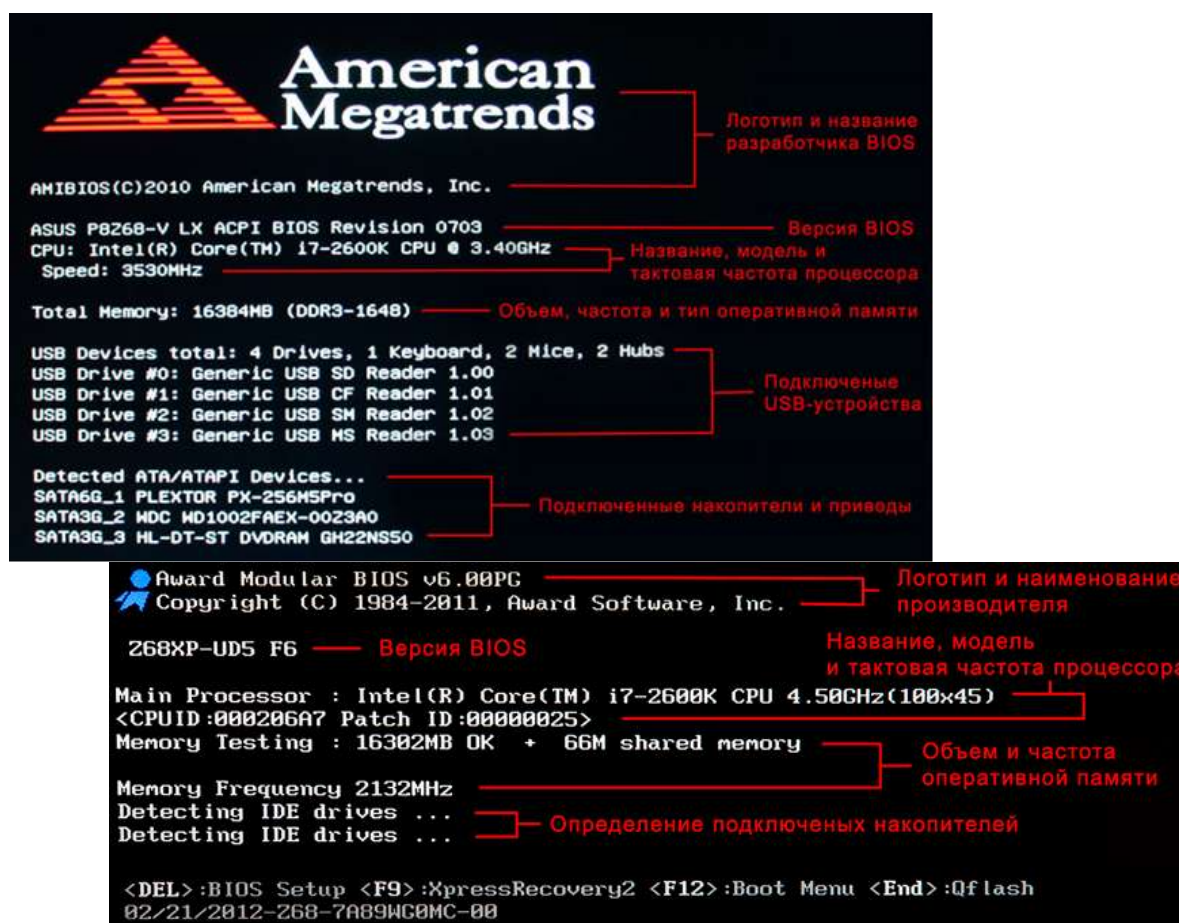 American
Megatrends
Логотип и название
разработчика BIOS
AMIBIOS(C)2010 American Megatrends, Inc.
ASUS P8Z68-V LX ACPI BIOS Revision 0703
Версия BIOS
CPU: Intel(R) Core(TM) i7-2600K CPU @ 3.40GHz
Speed: 3530MHz
Название, модель и
тактовая частота процессора
Total Memory: 16384MB (DDR3-1648)
Объем, частота и тип оперативной памяти
USB Devices total: 4 Drives, 1 Keyboard, 2 Mice, 2 Hubs
USB Drive #0: Generic USB SD Reader 1.00
USB Drive #1: Generic USB CF Reader 1.01
USB Drive #2: Generic USB SM Reader 1.02
USB Drive #3: Generic USB MS Reader 1.03
Подключеные
USB-устройства
Detected ATA/ATAPI Devices...
SATA6G_1 PLEXTOR PX-256M5Pro
SATA3G_2 WDC WD1002FAEX-00Z3A0
SATA3G_3 HL-DT-ST DVDRAM GH22NS50
Подключенные накопители и приводы
Award Modular BIOS v6.00PG
Copyright (C) 1984-2011, Award Software, Inc.
Логотип и наименование
производителя
Z68XP-UD5 F6
Версия BIOS
Название, модель
и тактовая частота процессора
Main Processor : Intel(R) Core(TM) i7-2600K CPU 4.50GHz(100x45)
<CPUID:000206A7 Patch ID:00000025>
Memory Testing : 16302MB OK + 66M shared memory
Объем и частота
оперативной памяти
Memory Frequency 2132MHz
Detecting IDE drives ...
Detecting IDE drives ...
Определение подключеных накопителей
<DEL>:BIOS Setup <F9>:XpressRecovery2 <F12>:Boot Menu <End>:Qflash
02/21/2012-Z68-7A89WG0MC-00